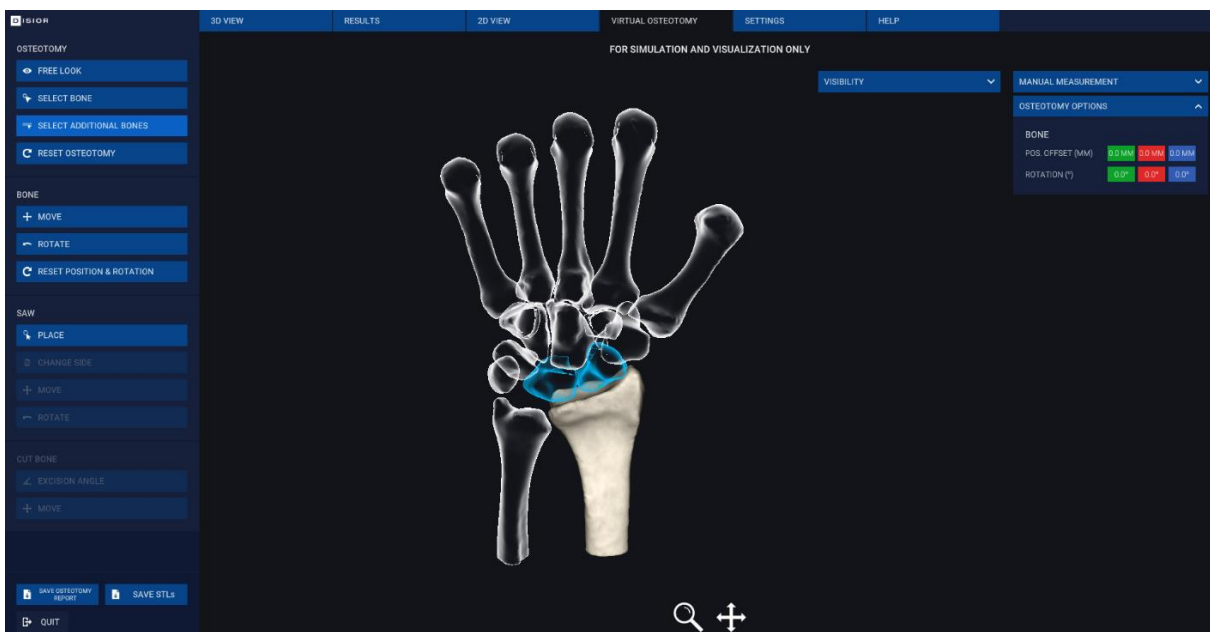 DISIOR
3D VIEW
RESULTS
2D VIEW
VIRTUAL OSTEOTOMY
SETTINGS
HELP
FOR SIMULATION AND VISUALIZATION ONLY
OSTEOTOMY
FREE LOOK
SELECT BONE
SELECT ADDITIONAL BONES
RESET OSTEOTOMY
BONE
MOVE
ROTATE
RESET POSITION & ROTATION
SAW
PLACE
CHANGE SIDE
MOVE
ROTATE
CUT BONE
EXCISION ANGLE
MOVE
SAVE OSTEOTOMY
REPORT
SAVE STLs
QUIT
VISIBILITY
MANUAL MEASUREMENT
OSTEOTOMY OPTIONS
BONE
POS. OFFSET (MM) 0.0 MM 0.0 MM 0.0 MM
ROTATION (°) 0.0° 0.0° 0.0°